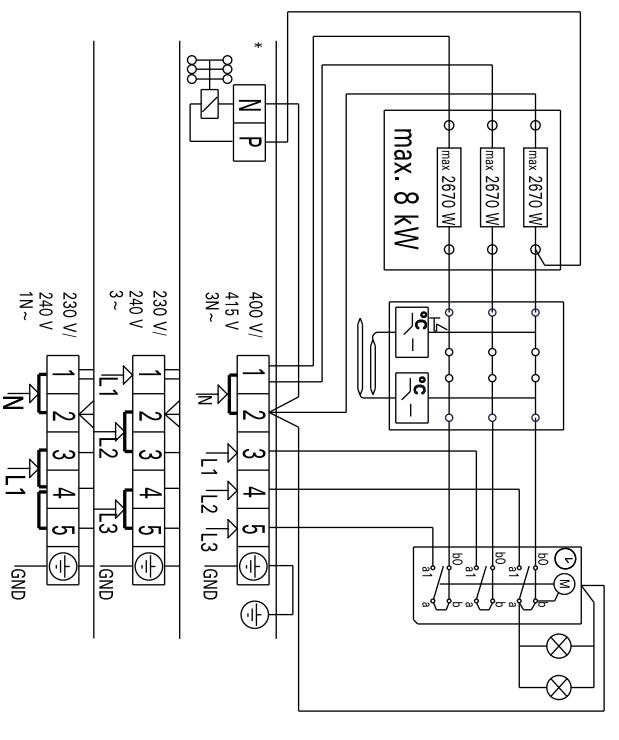 *
N
P
max 2670 W
max 2670 W
max 2670 W
max. 8 kW
°C
°C
400 V/
415 V
3N~
1
2
3
4
5
N
L1
L2
L3
GND
230 V/
240 V
3~
1
2
3
4
5
L1
L2
L3
GND
230 V/
240 V
1N~
1
2
3
4
5
N
L1
GND
1
M
b0
a1
a
b
b0
a1
a
b
b0
a1
a
b